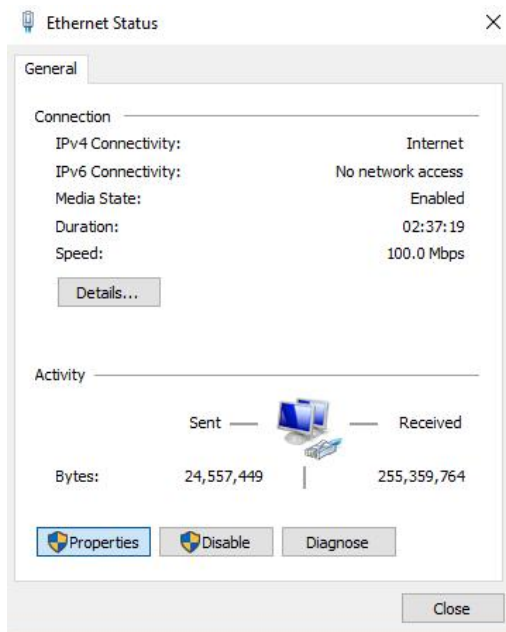 Ethernet Status
General
Connection
IPv4 Connectivity: Internet
IPv6 Connectivity: No network access
Media State: Enabled
Duration: 02:37:19
Speed: 100.0 Mbps
Details...
Activity
Sent Received
Bytes: 24,557,449 255,359,764
Properties Disable Diagnose
Close